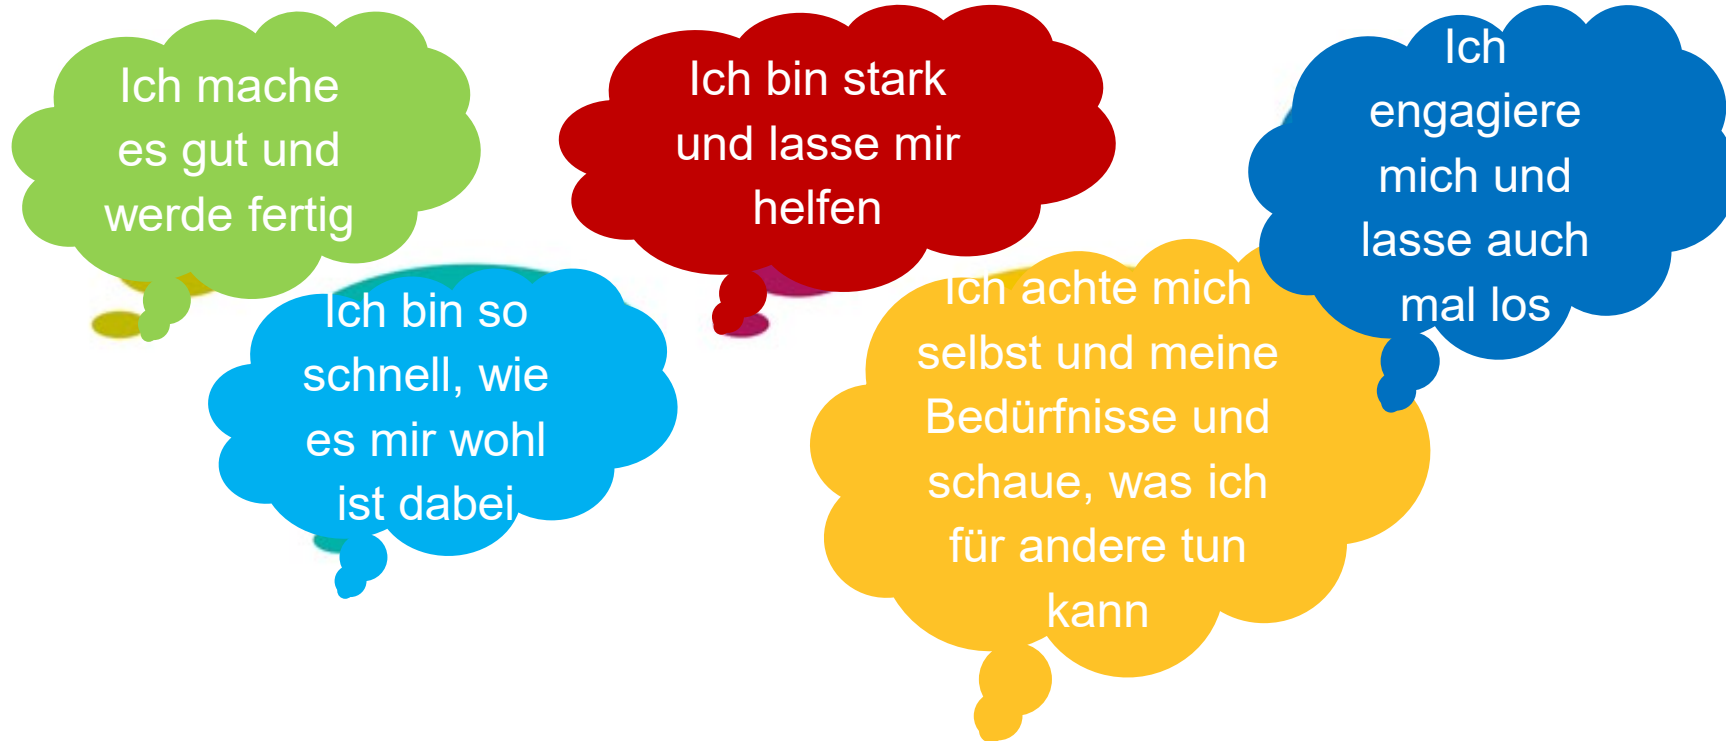 Ich mache
es gut und
werde fertig
Ich bin so
schnell, wie
es mir wohl
ist dabei
Ich bin stark
und lasse mir
helfen
Ich achte mich
selbst und meine
Bedürfnisse und
schaue, was ich
für andere tun
kann
Ich
engagiere
mich und
lasse auch
mal los